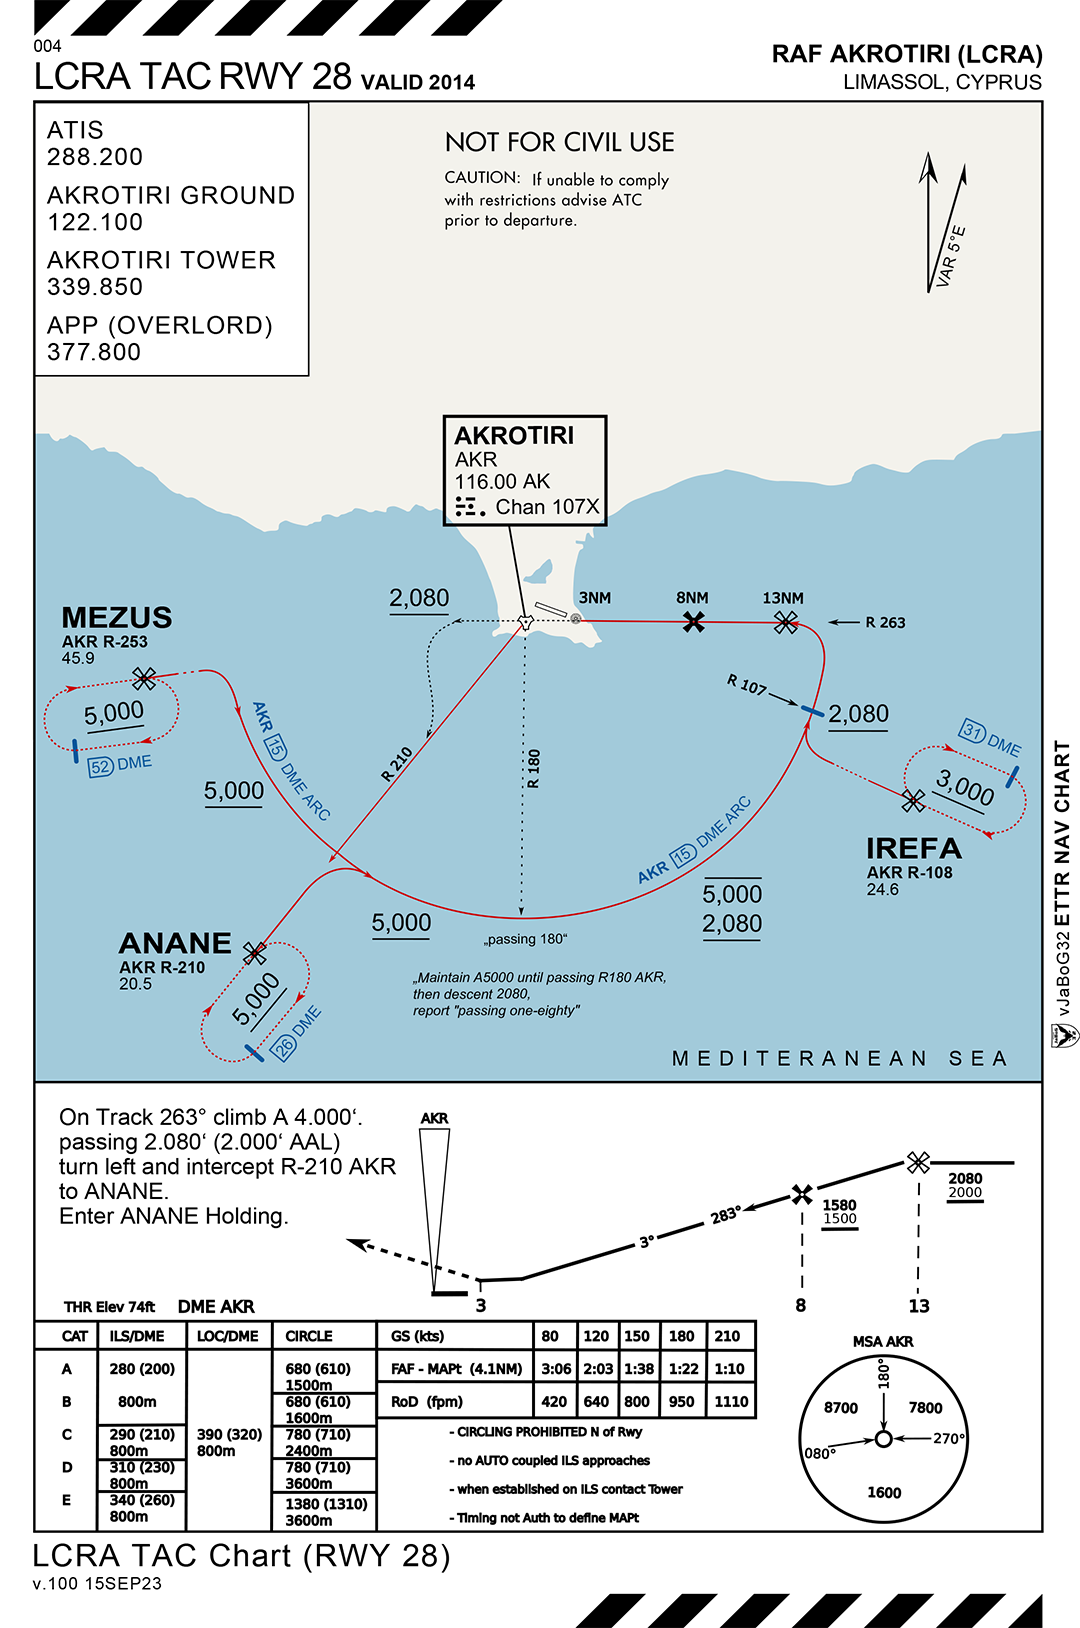 004
LCRA TAC RWY 28 VALID 2014
RAF AKROTIRI (LCRA)
LIMASSOL, CYPRUS
ATIS
288.200
AKROTIRI GROUND
122.100
AKROTIRI TOWER
339.850
APP (OVERLORD)
377.800
NOT FOR CIVIL USE
CAUTION: If unable to comply
with restrictions advise ATC
prior to departure.
VAR 5°E
AKROTIRI
AKR
116.00 AK
Chan 107X
2,080
3NM
8NM
13NM
R 263
MEZUS
AKR R-253
45.9
5,000
52 DME
R 107
2,080
AKR 15 DME ARC
R 210
R 180
31 DME
3,000
5,000
AKR 15 DME ARC
IREFA
AKR R-108
24.6
5,000
2,080
5,000
„passing 180“
ANANE
AKR R-210
20.5
5,000
26 DME
„Maintain A5000 until passing R180 AKR,
then descent 2080,
report "passing one-eighty"
MEDITERANEAN SEA
vJaBoG32 ETTR NAV CHART
On Track 263° climb A 4.000‘.
passing 2.080‘ (2.000‘ AAL)
turn left and intercept R-210 AKR
to ANANE.
Enter ANANE Holding.
AKR
283°
3°
1580
1500
2080
2000
3
8
13
THR Elev 74ft DME AKR
CAT ILS/DME LOC/DME CIRCLE GS (kts) 80 120 150 180 210
A 280 (200) 680 (610) FAF - MAPt (4.1NM) 3:06 2:03 1:38 1:22 1:10
1500m
B 800m 680 (610) RoD (fpm) 420 640 800 950 1110
1600m
C 290 (210) 390 (320) 780 (710) - CIRCLING PROHIBITED N of Rwy
800m 800m 2400m
D 310 (230) 780 (710) - no AUTO coupled ILS approaches
800m 3600m
- when established on ILS contact Tower
E 340 (260) 1380 (1310)
800m 3600m - Timing not Auth to define MAPt
MSA AKR
180°
8700 7800
080° 270°
1600
LCRA TAC Chart (RWY 28)
v.100 15SEP23